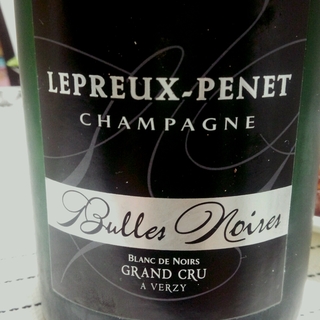 LEPREUX-PENET
CHAMPAGNE
Bulles Noires
BLANC DE NOIRS
GRAND CRU
A VERZY